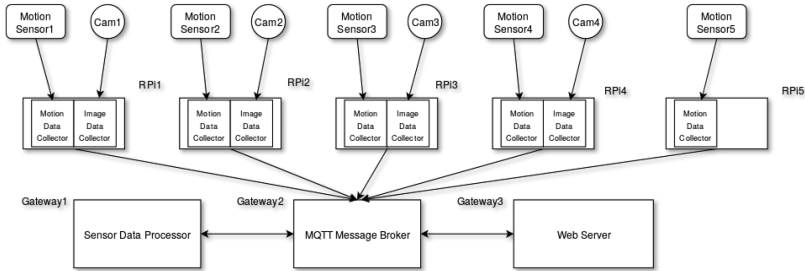 Motion
Sensor1
Cam1
Motion
Sensor2
Cam2
Motion
Sensor3
Cam3
Motion
Sensor4
Cam4
Motion
Sensor5
RPi1
RPi2
RPi3
RPi4
RPi5
Motion
Data
Collector
Image
Data
Collector
Motion
Data
Collector
Image
Data
Collector
Motion
Data
Collector
Image
Data
Collector
Motion
Data
Collector
Image
Data
Collector
Motion
Data
Collector
Gateway1
Gateway2
Gateway3
Sensor Data Processor
MQTT Message Broker
Web Server